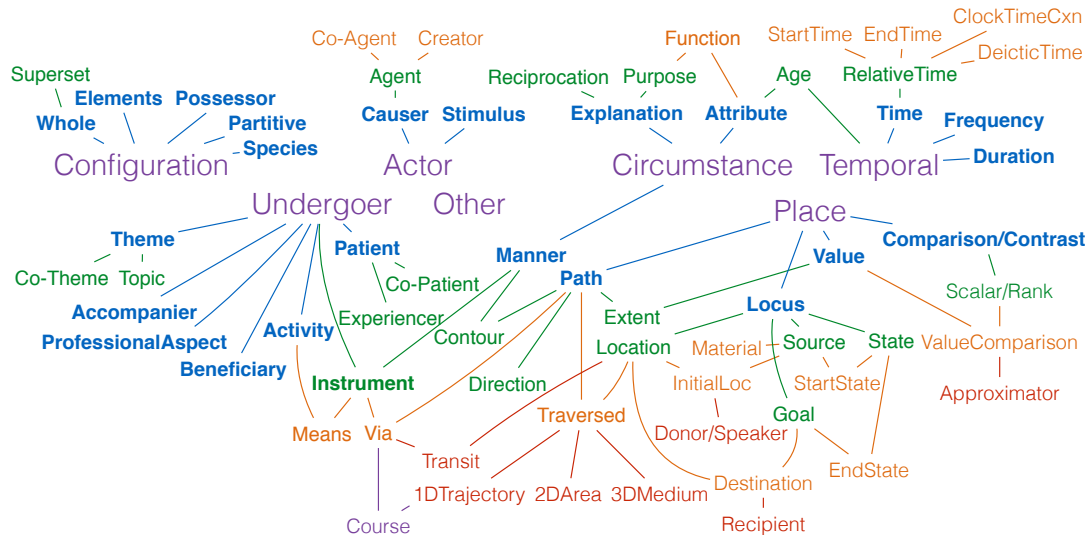 ClockTimeCxn
StartTime EndTime
Co-Agent Creator Function DeicticTime
Superset Agent Reciprocation Purpose Age RelativeTime
Elements Possessor
Whole Partitive Causer Stimulus Explanation Attribute Time Frequency
Species
Configuration Actor Circumstance Temporal Duration
Undergoer Other Place
Theme Patient Manner Value Comparison/Contrast
Co-Theme Topic Co-Patient Path
Accompanier Experiencer Extent Locus Scalar/Rank
ProfessionalAspect Activity Contour Location Material Source State ValueComparison
Beneficiary Instrument Direction InitialLoc StartState Approximator
Means Via Traversed Donor/Speaker Goal
Transit EndState
1DTrajectory 2DArea 3DMedium Destination
Course Recipient